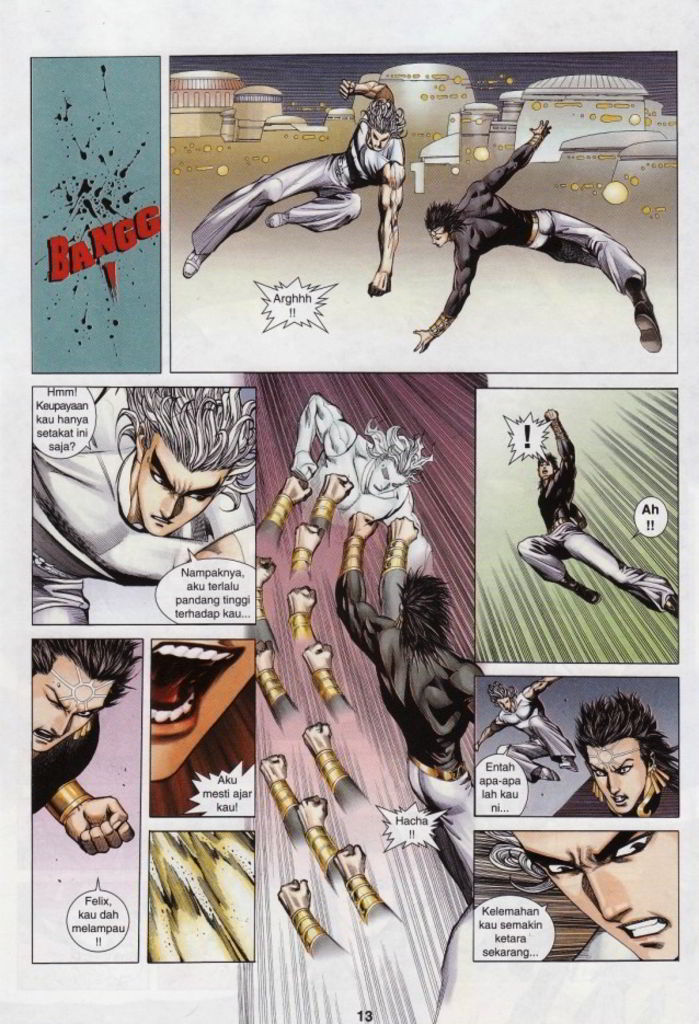 BANGG
!
Arghhh
!!
Hmm!
Keupayaan
kau hanya
setakat ini
saja?
Nampaknya,
aku terlalu
pandang tinggi
terhadap kau...
!
Ah
!!
Felix,
kau dah
melampau
!!
Aku
mesti ajar
kau!
Hacha
!!
Entah
apa-apa
lah kau
ni...
Kelemahan
kau semakin
ketara
sekarang...
13